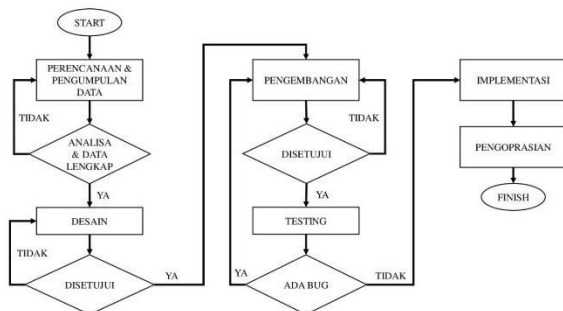 START
PERENCANAAN &
PENGUMPULAN
DATA
TIDAK
ANALISA
& DATA
LENGKAP
YA
DESAIN
TIDAK
DISETUJUI
YA
PENGEMBANGAN
TIDAK
DISETUJUI
YA
TESTING
YA
ADA BUG
TIDAK
IMPLEMENTASI
PENGOPRASIAN
FINISH